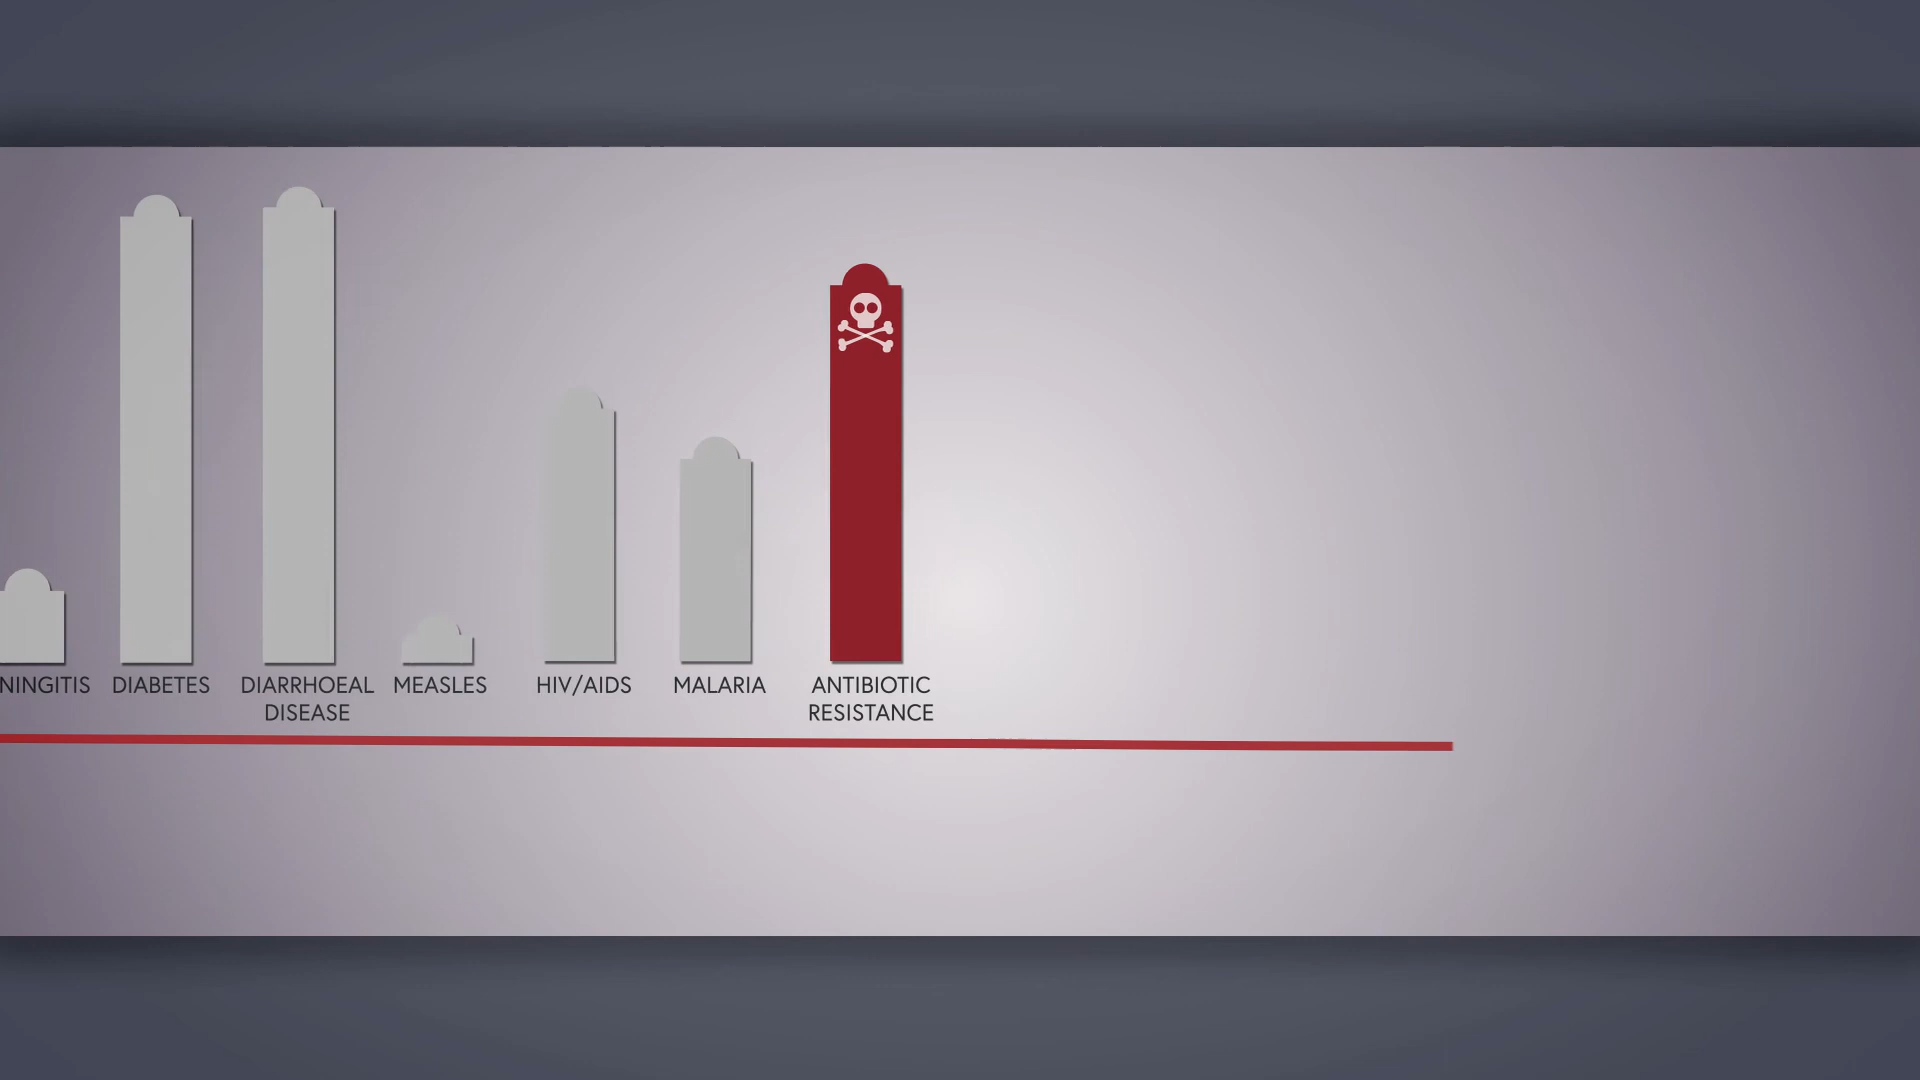 NINGITIS
DIABETES
DIARRHOEAL
DISEASE
MEASLES
HIV/AIDS
MALARIA
ANTIBIOTIC
RESISTANCE